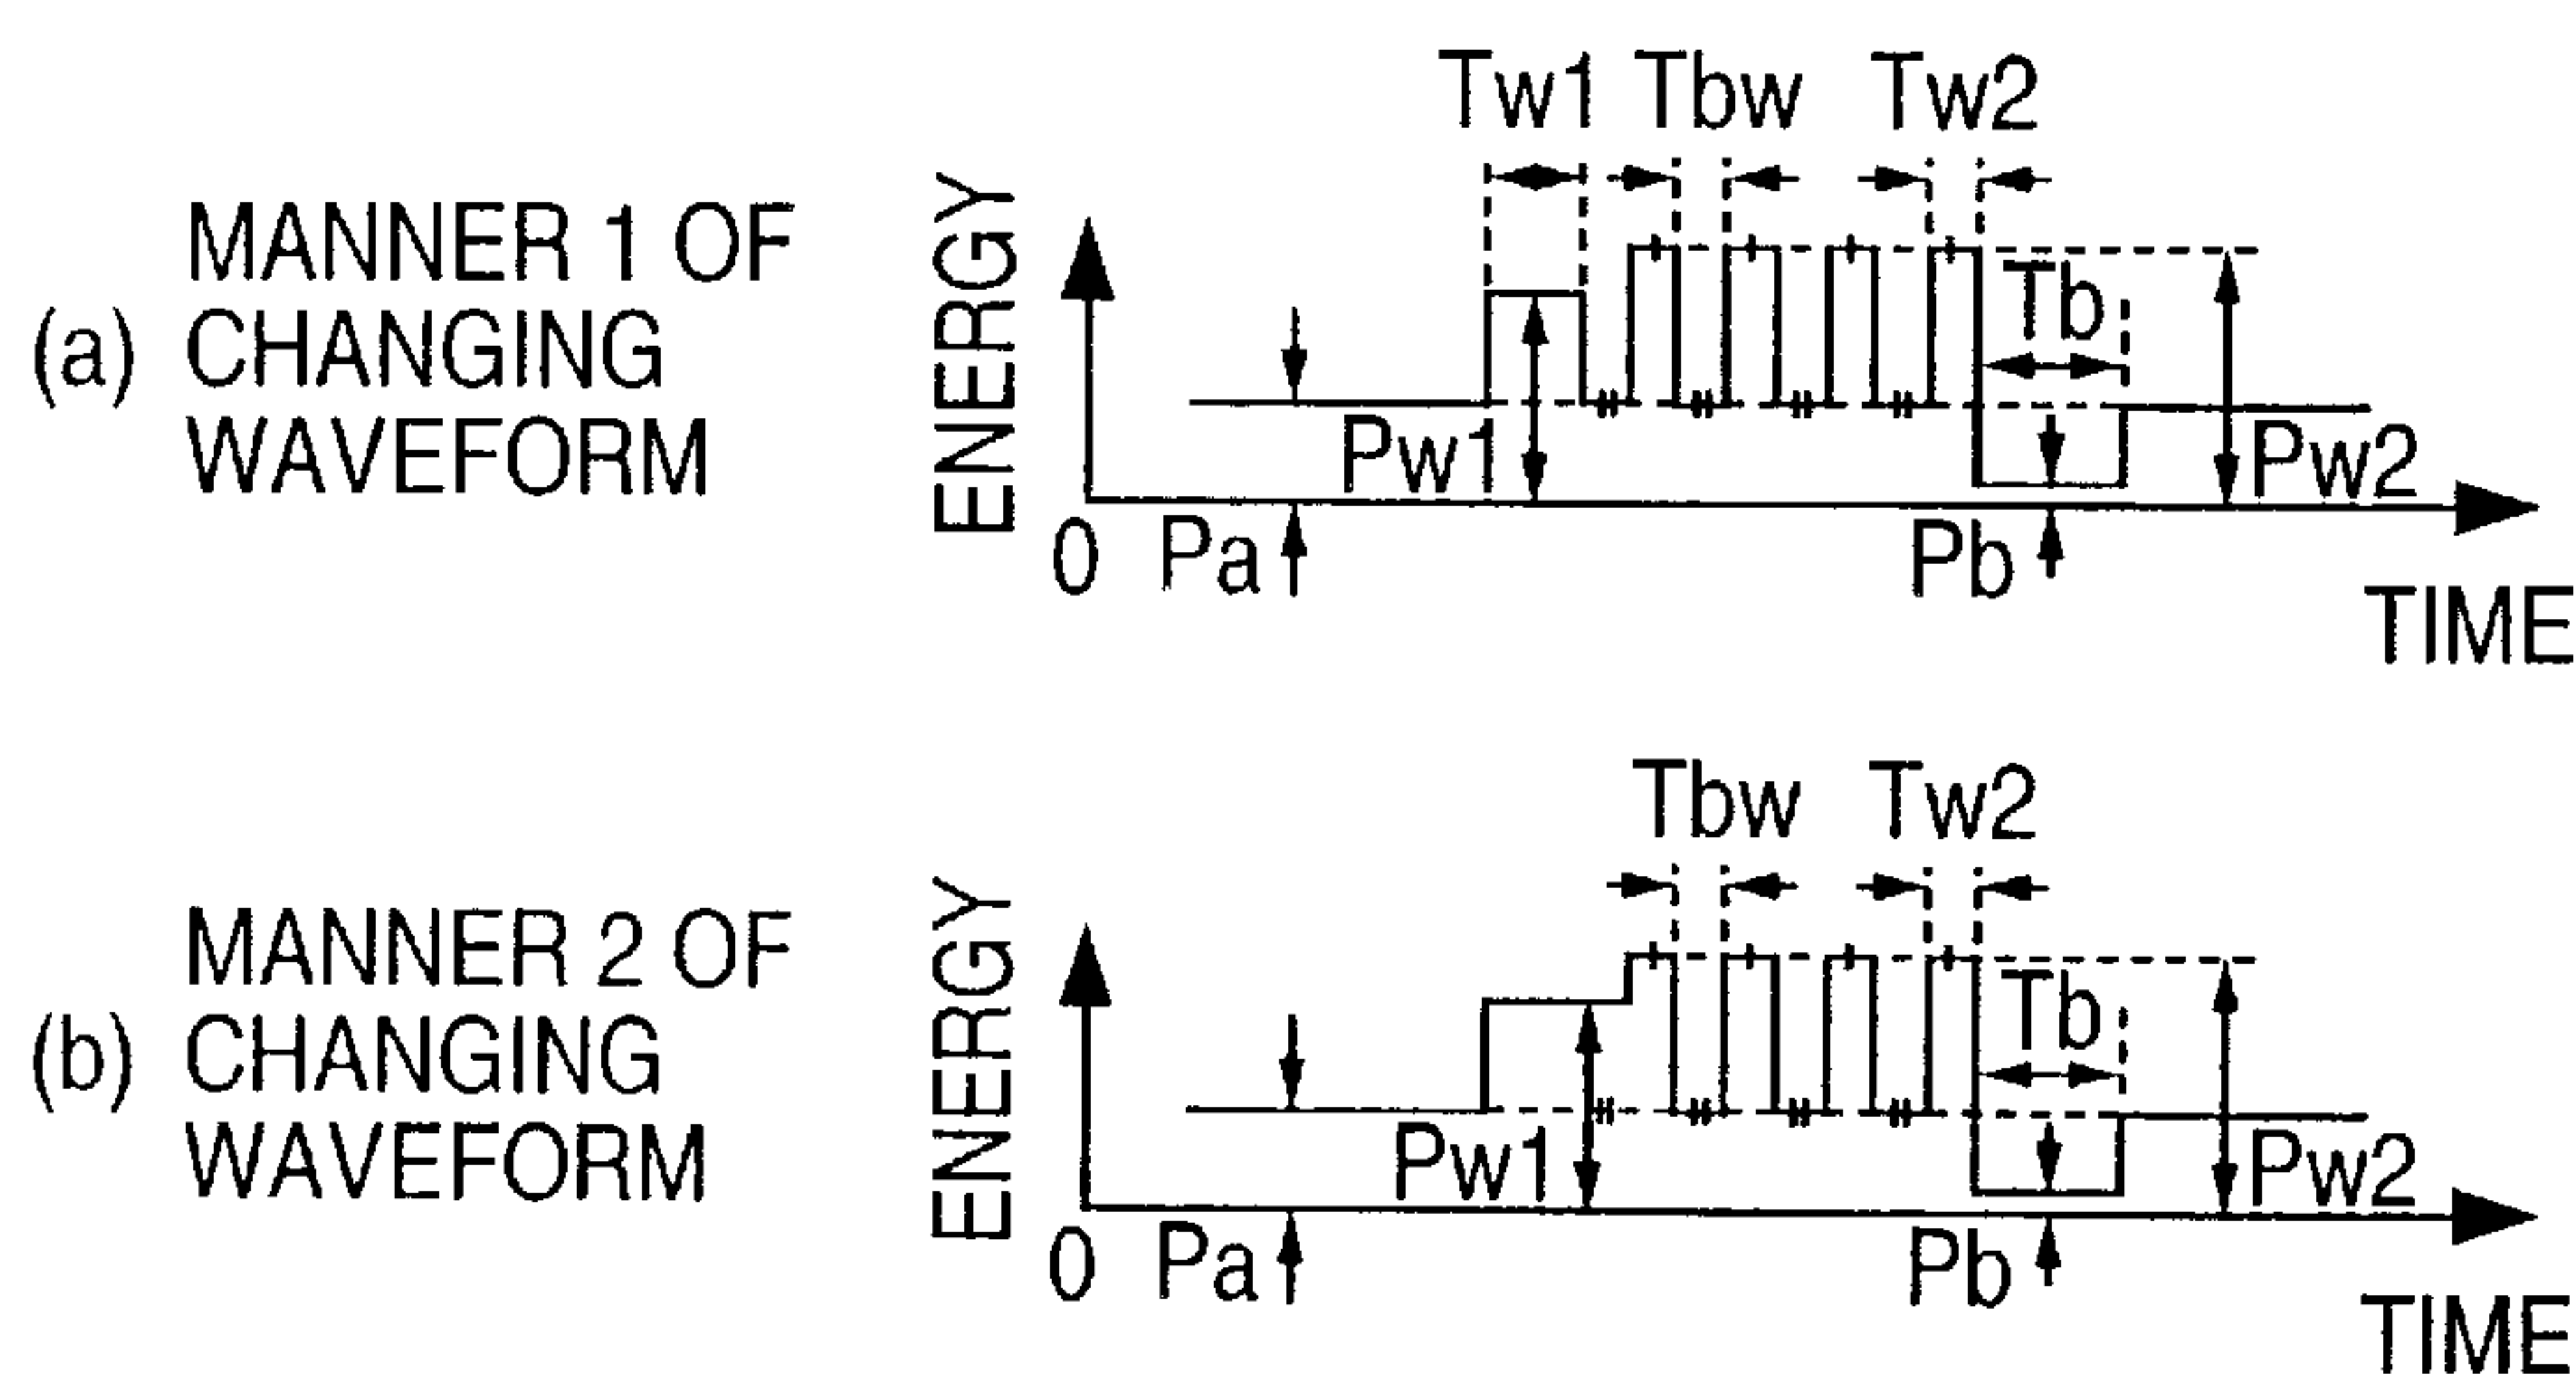 (a) MANNER 1 OF
CHANGING
WAVEFORM
ENERGY
Tw1 Tbw Tw2
Tb
Pw1 Pw2
0 Pa Pb
TIME
(b) MANNER 2 OF
CHANGING
WAVEFORM
ENERGY
Tbw Tw2
Tb
Pw1 Pw2
0 Pa Pb
TIME